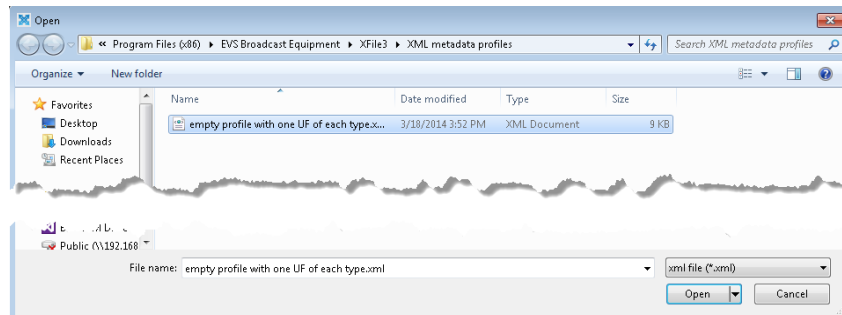 Open
« Program Files (x86) ▸ EVS Broadcast Equipment ▸ XFile3 ▸ XML metadata profiles
Search XML metadata profiles
Organize
New folder
Name
Date modified
Type
Size
Favorites
Desktop
Downloads
Recent Places
empty profile with one UF of each type.x...
3/18/2014 3:52 PM
XML Document
9 KB
Public (\\192.168
File name:
empty profile with one UF of each type.xml
xml file (*.xml)
Open
Cancel